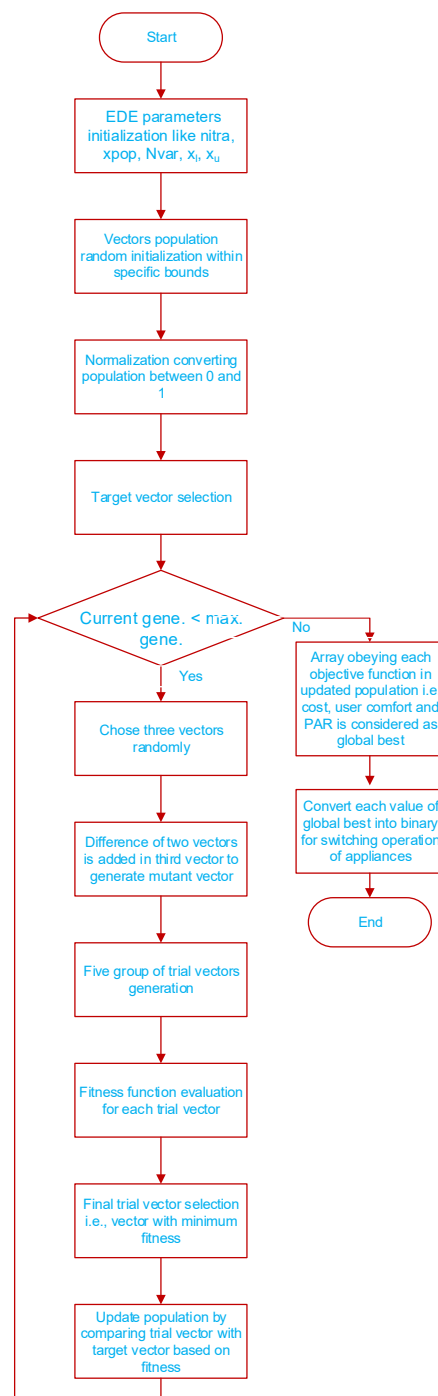 Start
EDE parameters
initialization like nitra,
xpop, Nvar, xₗ, xᵤ
Vectors population
random initialization within
specific bounds
Normalization converting
population between 0 and
1
Target vector selection
Current gene. < max.
gene.
No
Yes
Array obeying each
objective function in
updated population i.e
cost, user comfort and
PAR is considered as
global best
Convert each value of
global best into binary
for switching operation
of appliances
End
Chose three vectors
randomly
Difference of two vectors
is added in third vector to
generate mutant vector
Five group of trial vectors
generation
Fitness function evaluation
for each trial vector
Final trial vector selection
i.e., vector with minimum
fitness
Update population by
comparing trial vector with
target vector based on
fitness